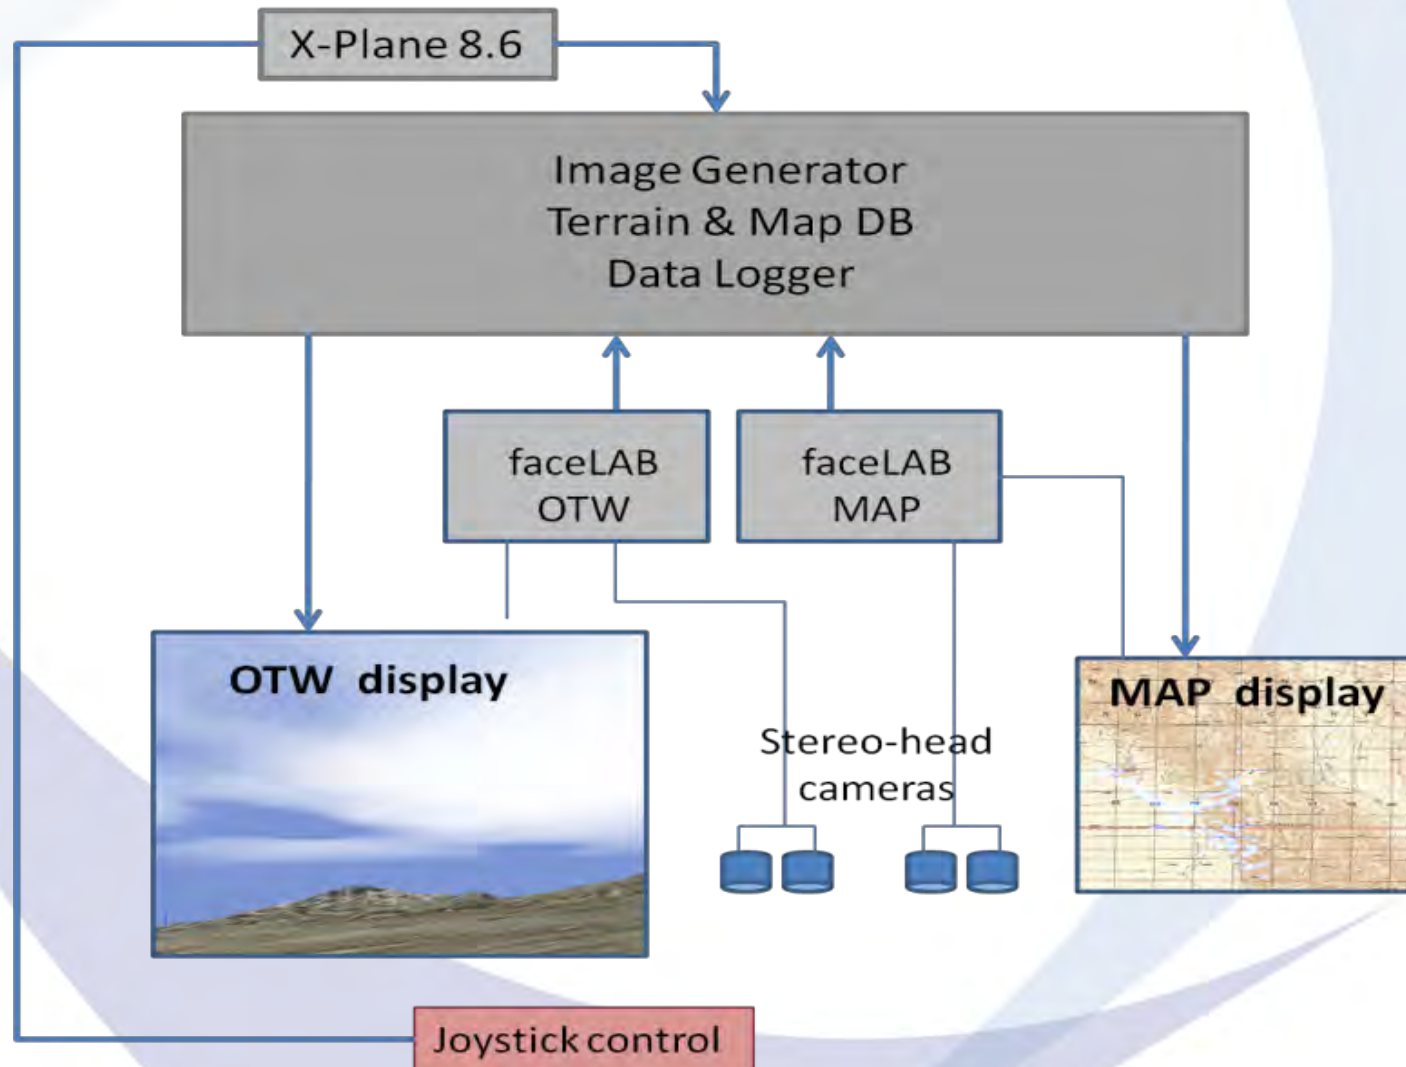 X-Plane 8.6
Image Generator
Terrain & Map DB
Data Logger
faceLAB
OTW
faceLAB
MAP
OTW display
MAP display
Stereo-head
cameras
Joystick control